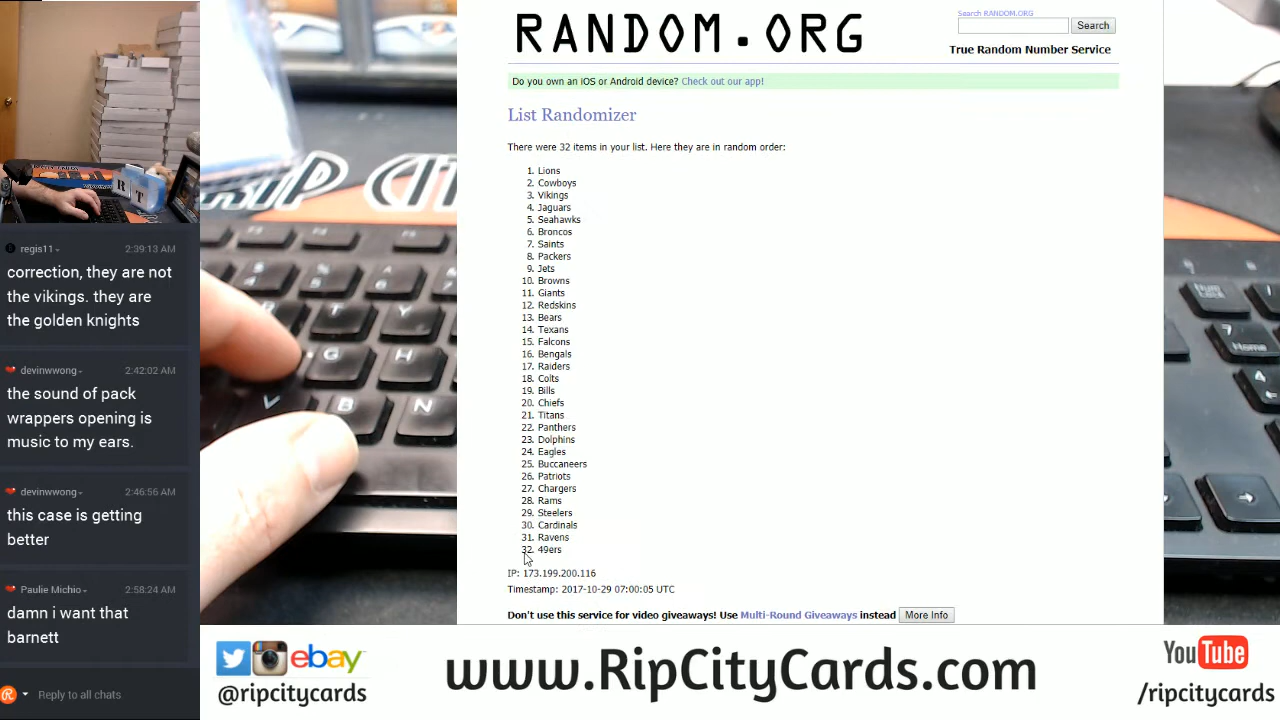 regis11 2:39:13 AM
correction, they are not
the vikings. they are
the golden knights
devinwwong 2:42:02 AM
the sound of pack
wrappers opening is
music to my ears.
devinwwong 2:46:56 AM
this case is getting
better
Paulie Michio 2:58:24 AM
damn i want that
barnett
Reply to all chats
RANDOM.ORG
Search RANDOM.ORG
Search
True Random Number Service
Do you own an iOS or Android device? Check out our app!
List Randomizer
There were 32 items in your list. Here they are in random order:
1. Lions
2. Cowboys
3. Vikings
4. Jaguars
5. Seahawks
6. Broncos
7. Saints
8. Packers
9. Jets
10. Browns
11. Giants
12. Redskins
13. Bears
14. Texans
15. Falcons
16. Bengals
17. Raiders
18. Colts
19. Bills
20. Chiefs
21. Titans
22. Panthers
23. Dolphins
24. Eagles
25. Buccaneers
26. Patriots
27. Chargers
28. Rams
29. Steelers
30. Cardinals
31. Ravens
32. 49ers
IP: 173.199.200.116
Timestamp: 2017-10-29 07:00:05 UTC
Don't use this service for video giveaways! Use Multi-Round Giveaways instead More Info
R
T
Y
G
H
V
B
N
7
Home
4
ebay
@ripcitycards
www.RipCityCards.com
YouTube
/ripcitycards